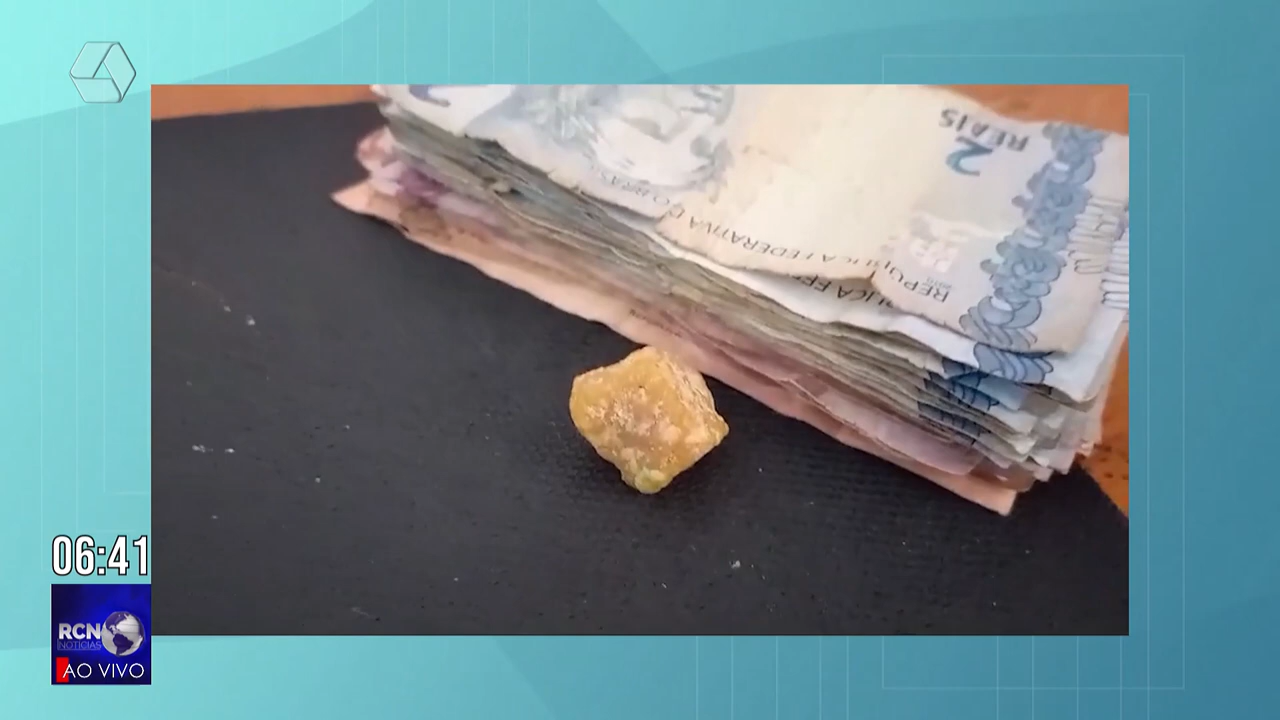 2
REAIS
REPÚBLICA FEDERATIVA DO BRASIL
06:41
RCN
NOTÍCIAS
AO VIVO